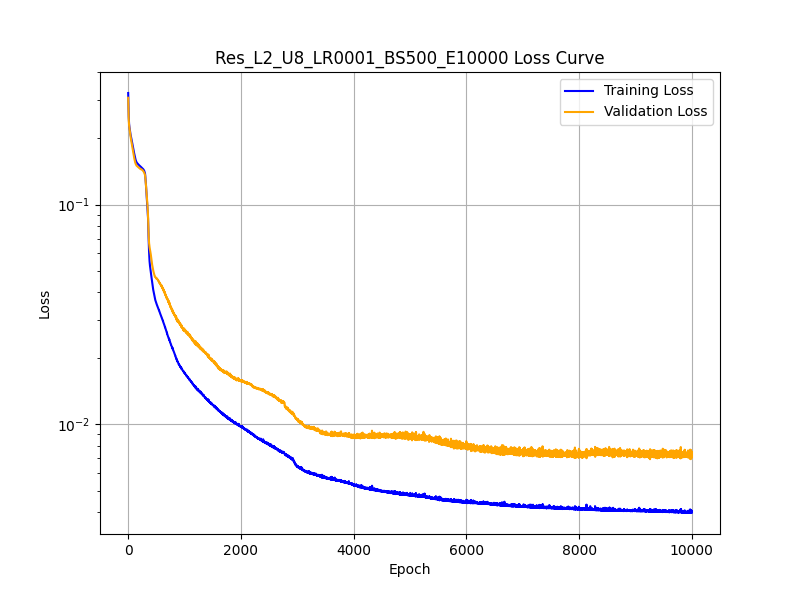 Res_L2_U8_LR0001_BS500_E10000 Loss Curve
Training Loss
Validation Loss
10⁻¹
10⁻²
Loss
0
2000
4000
6000
8000
10000
Epoch